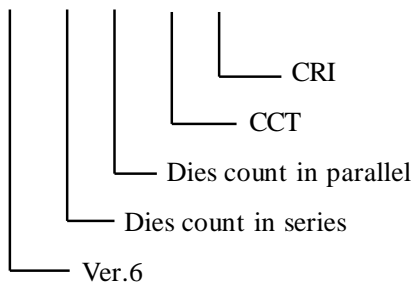 CRI
CCT
Dies count in parallel
Dies count in series
Ver.6